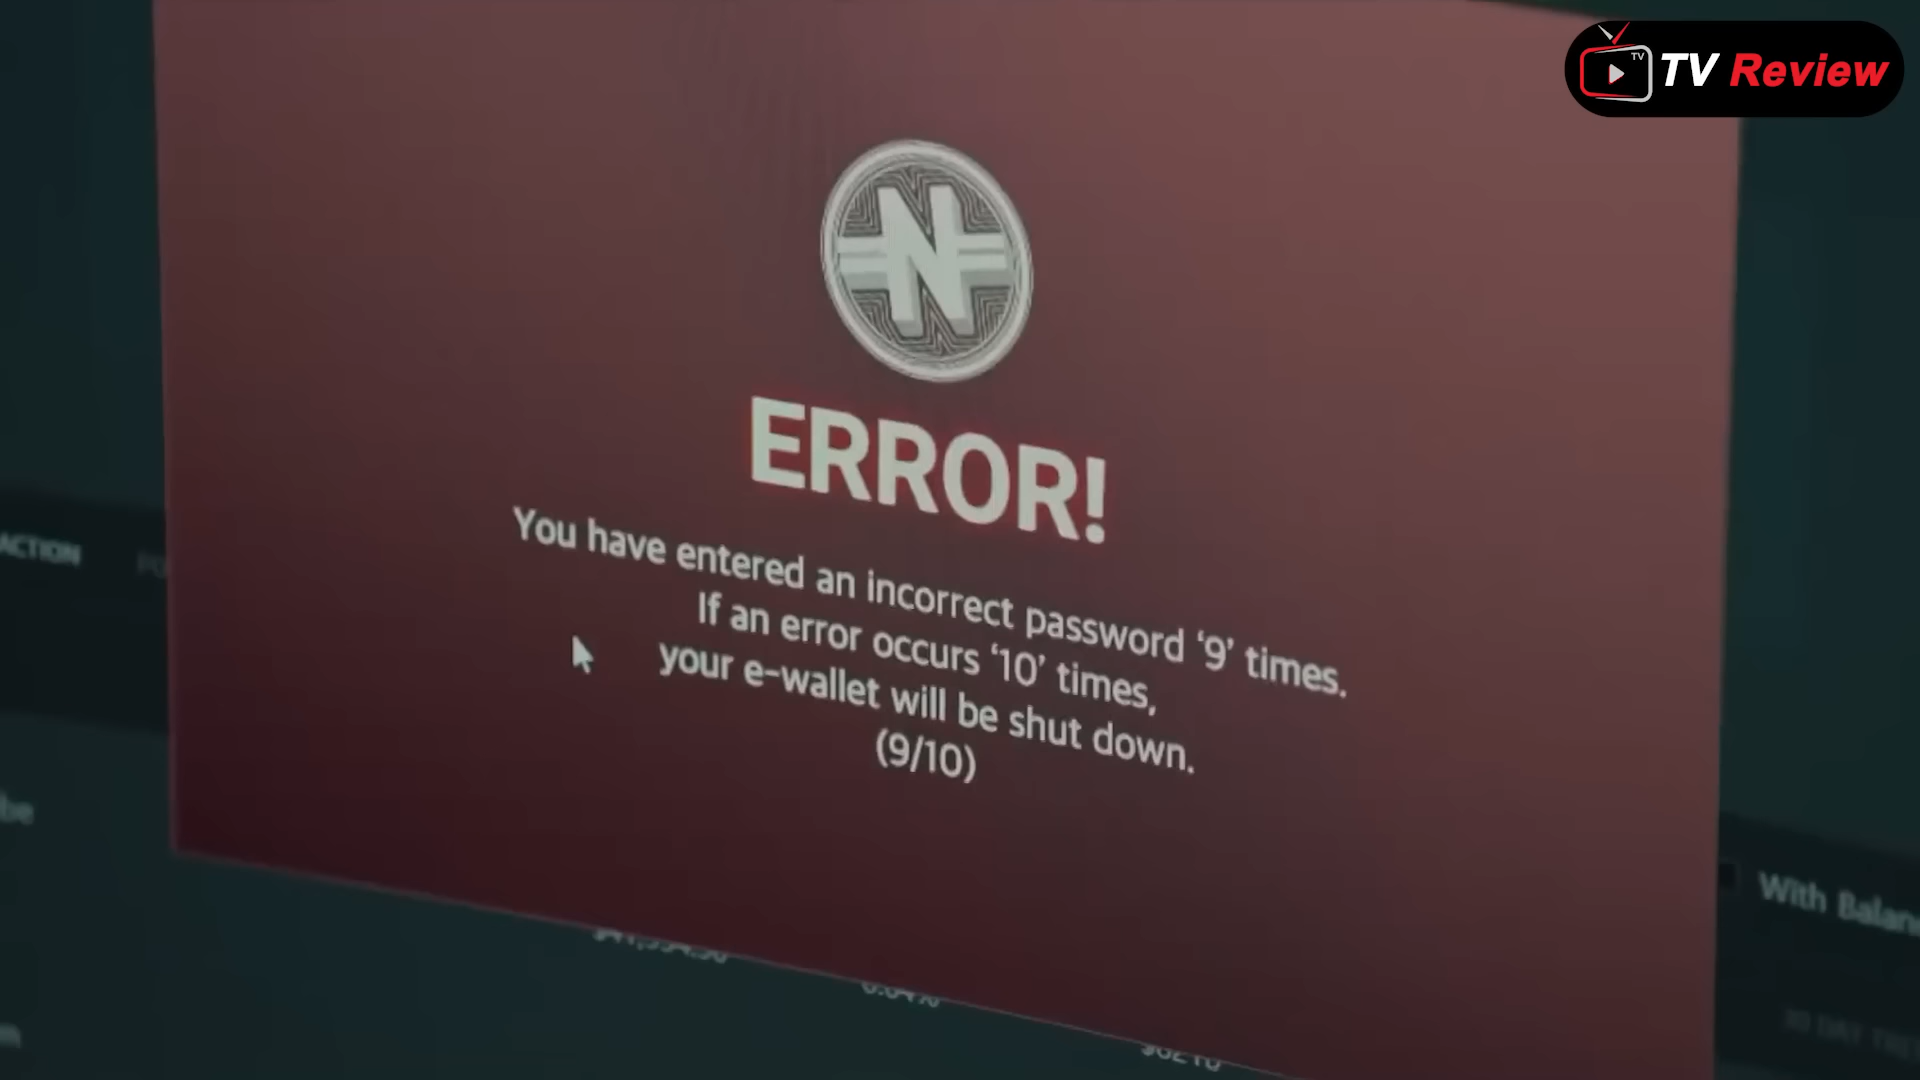 TV
TV Review
N
ERROR!
You have entered an incorrect password ‘9’ times.
If an error occurs ‘10’ times,
your e-wallet will be shut down.
(9/10)
With